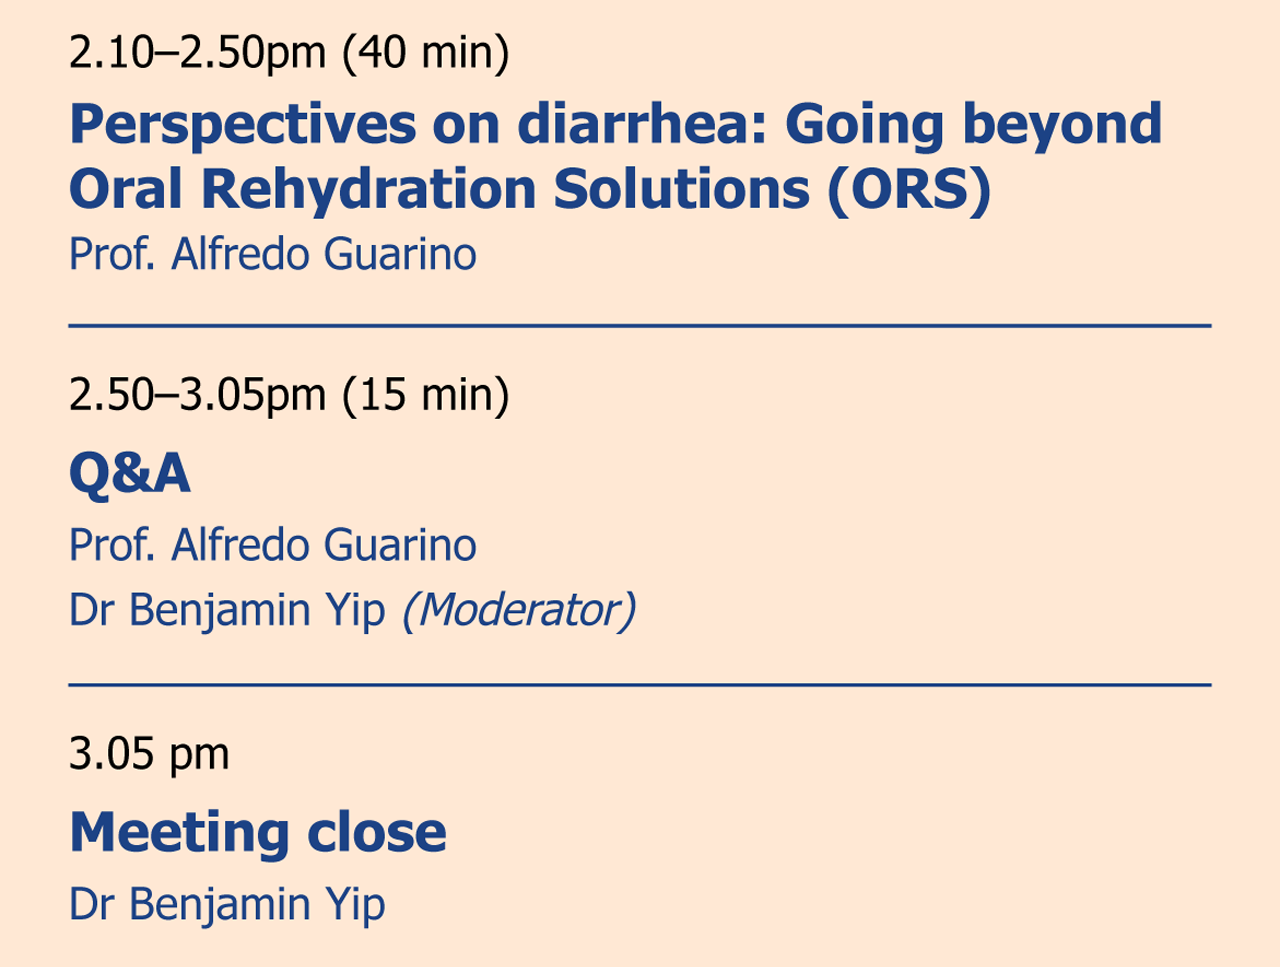 2.10–2.50pm (40 min)
Perspectives on diarrhea: Going beyond
Oral Rehydration Solutions (ORS)
Prof. Alfredo Guarino
2.50–3.05pm (15 min)
Q&A
Prof. Alfredo Guarino
Dr Benjamin Yip (Moderator)
3.05 pm
Meeting close
Dr Benjamin Yip